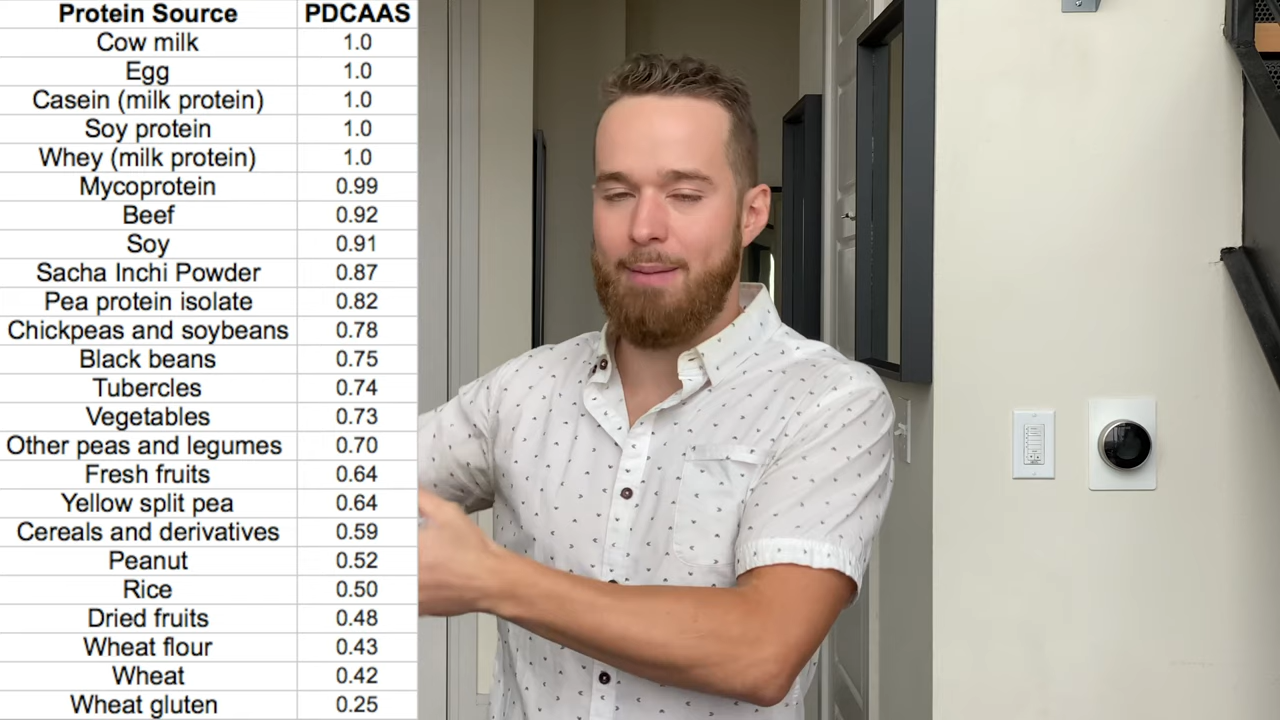 Protein Source PDCAAS
Cow milk 1.0
Egg 1.0
Casein (milk protein) 1.0
Soy protein 1.0
Whey (milk protein) 1.0
Mycoprotein 0.99
Beef 0.92
Soy 0.91
Sacha Inchi Powder 0.87
Pea protein isolate 0.82
Chickpeas and soybeans 0.78
Black beans 0.75
Tubercles 0.74
Vegetables 0.73
Other peas and legumes 0.70
Fresh fruits 0.64
Yellow split pea 0.64
Cereals and derivatives 0.59
Peanut 0.52
Rice 0.50
Dried fruits 0.48
Wheat flour 0.43
Wheat 0.42
Wheat gluten 0.25